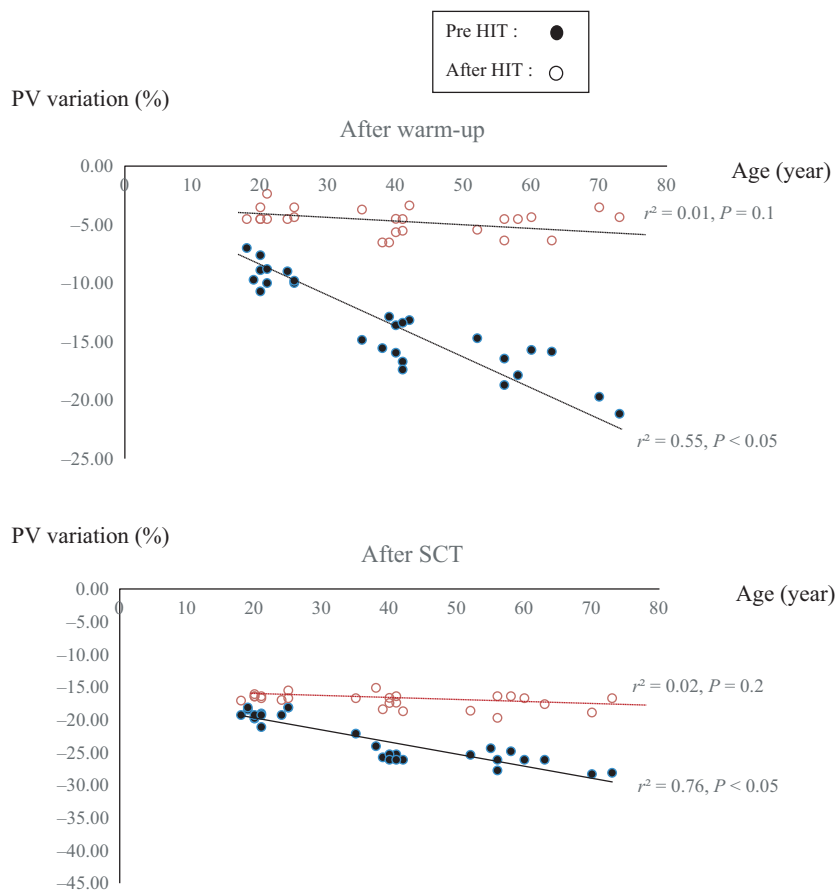 Pre HIT :
After HIT :
PV variation (%)
After warm-up
0.00
0 10 20 30 40 50 60 70 80
Age (year)
r² = 0.01, P = 0.1
–5.00
–10.00
–15.00
–20.00
r² = 0.55, P < 0.05
–25.00
PV variation (%)
After SCT
0.00
0 10 20 30 40 50 60 70 80
Age (year)
–5.00
–10.00
–15.00
r² = 0.02, P = 0.2
–20.00
–25.00
–30.00
r² = 0.76, P < 0.05
–35.00
–40.00
–45.00